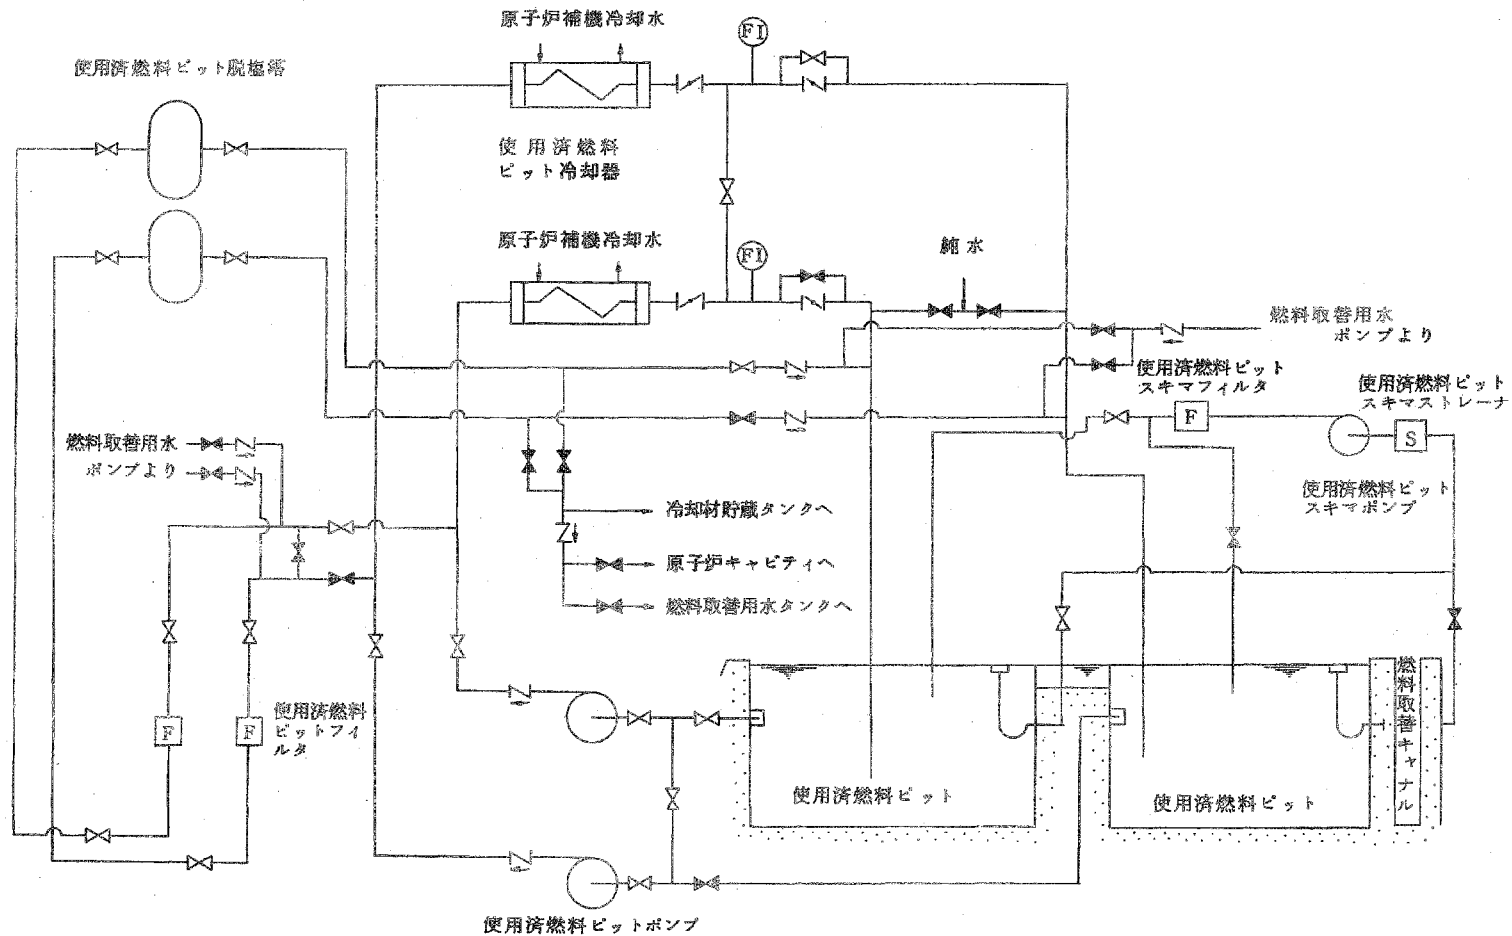 原子炉補機冷却水
FI
使用済燃料ピット脱塩塔
使用済燃料
ピット冷却器
原子炉補機冷却水
FI
純水
燃料取替用水
ポンプより
使用済燃料ピット
スキマフィルタ
使用済燃料ピット
スキマストレーナ
F
S
燃料取替用水
ポンプより
使用済燃料ピット
スキマポンプ
冷却材貯蔵タンクへ
原子炉キャビティへ
燃料取替用水タンクへ
燃料取替キャナル
使用済燃料
ピットフィ
ルタ
F
F
使用済燃料ピット
使用済燃料ピット
使用済燃料ピットポンプ